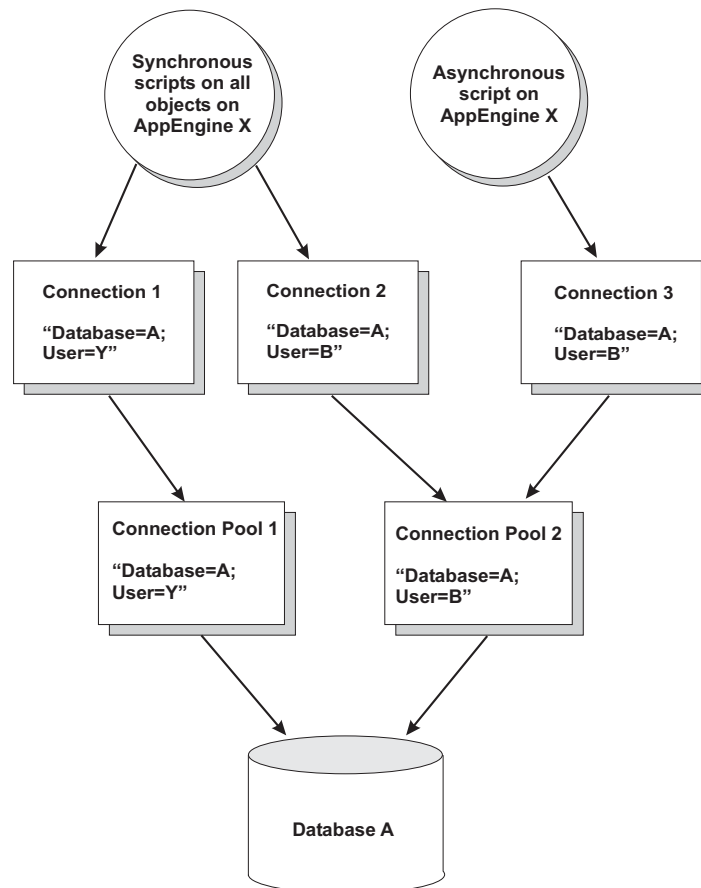 Synchronous
scripts on all
objects on
AppEngine X
Asynchronous
script on
AppEngine X
Connection 1
“Database=A;
User=Y”
Connection 2
“Database=A;
User=B”
Connection 3
“Database=A;
User=B”
Connection Pool 1
“Database=A;
User=Y”
Connection Pool 2
“Database=A;
User=B”
Database A